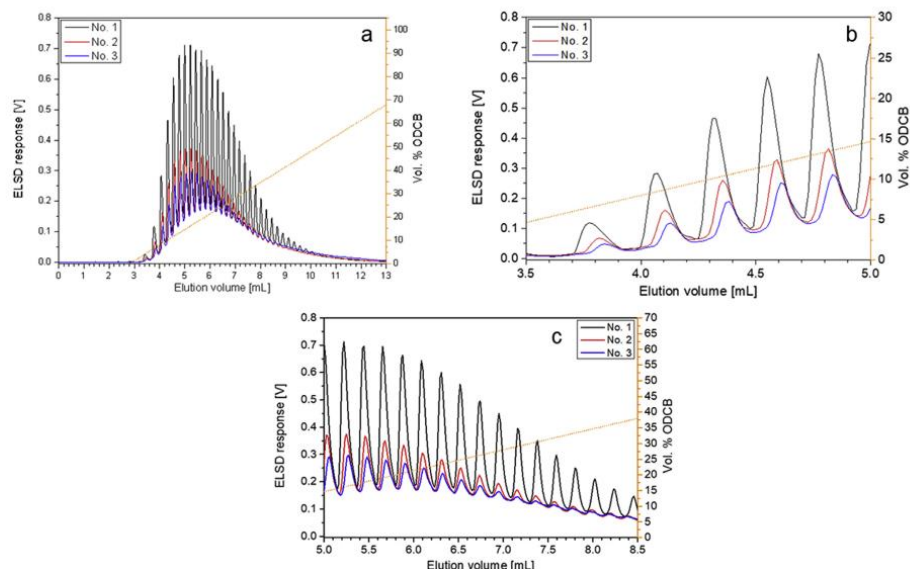 a
No. 1
No. 2
No. 3
ELSD response [V]
0.8
0.7
0.6
0.5
0.4
0.3
0.2
0.1
0.0
0 1 2 3 4 5 6 7 8 9 10 11 12 13
Elution volume [mL]
100
90
80
70
60
50
40
30
20
10
0
Vol. % ODCB
b
No. 1
No. 2
No. 3
ELSD response [V]
0.8
0.7
0.6
0.5
0.4
0.3
0.2
0.1
0.0
3.5 4.0 4.5 5.0
Elution volume [mL]
30
25
20
15
10
5
0
Vol. % ODCB
c
No. 1
No. 2
No. 3
ELSD response [V]
0.8
0.7
0.6
0.5
0.4
0.3
0.2
0.1
0.0
5.0 5.5 6.0 6.5 7.0 7.5 8.0 8.5
Elution volume [mL]
70
65
60
55
50
45
40
35
30
25
20
15
10
5
0
Vol. % ODCB